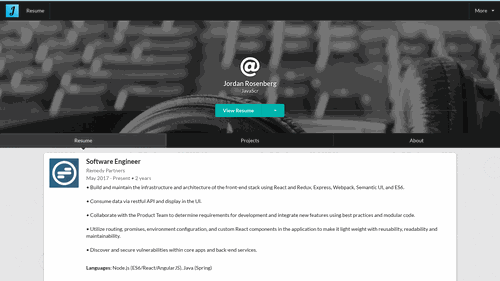 J Resume More
@
Jordan Rosenberg
JavaScr
View Resume
Resume Projects About
Software Engineer
Remedy Partners
May 2017 - Present • 2 years
• Build and maintain the infrastructure and architecture of the front-end stack using React and Redux, Express, Webpack, Semantic UI, and ES6.
• Consume data via restful API and display in the UI.
• Collaborate with the Product Team to determine requirements for development and integrate new features using best practices and modular code.
• Utilize routing, promises, environment configuration, and custom React components in the application to make it light weight with reusability, readability and
maintainability.
• Discover and secure vulnerabilities within core apps and back-end services.
Languages: Node.js (ES6/React/AngularJS), Java (Spring)